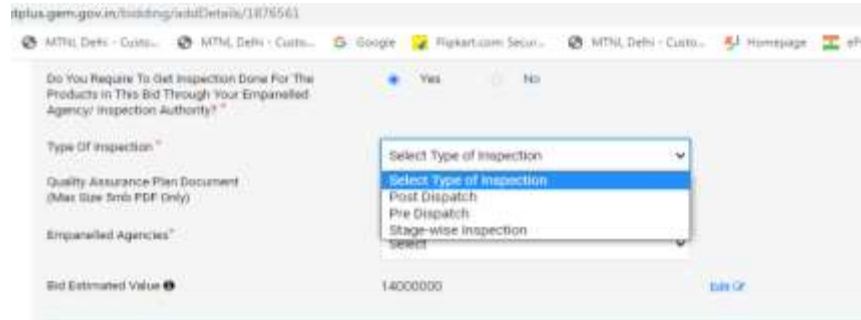 dplus.gem.gov.in/bidding/addDetails/1876561
MTNL Delhi - Custo... MTNL, Delhi - Custo... Google Flipkart.com: Secur... MTNL, Delhi - Custo... Homepage eP
Do You Require To Get Inspection Done For The Yes No
Products In This Bid Through Your Empanelled
Agency/ Inspection Authority? *
Type Of Inspection *
Select Type of Inspection
Quality Assurance Plan Document
(Max Size 5mb PDF Only)
Select Type of Inspection
Post Dispatch
Pre Dispatch
Stage-wise Inspection
Empanelled Agencies*
Select
Bid Estimated Value 14000000 Edit